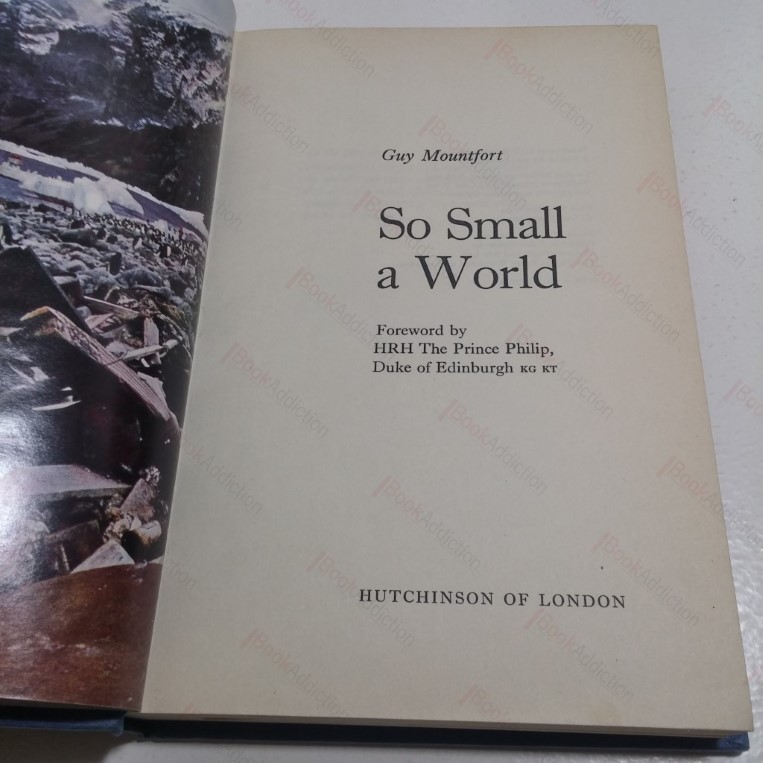 Guy Mountfort
So Small
a World
Foreword by
HRH The Prince Philip,
Duke of Edinburgh KG KT
HUTCHINSON OF LONDON
BookAddiction